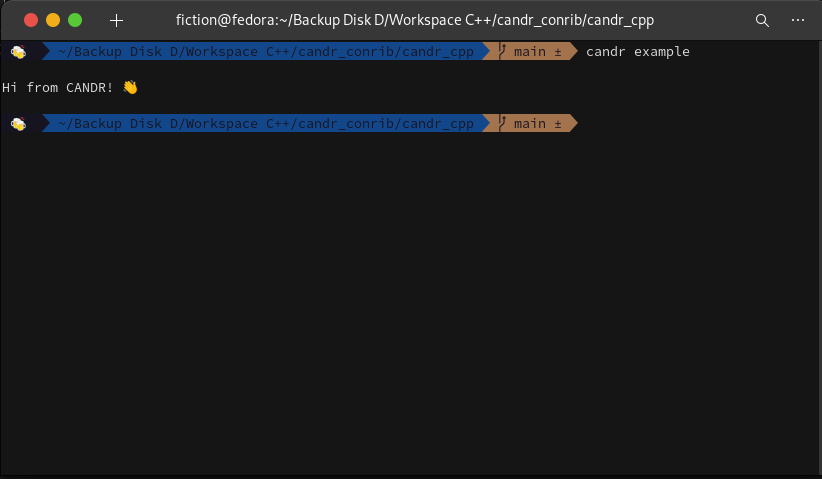 fiction@fedora:~/Backup Disk D/Workspace C++/candr_conrib/candr_cpp
🍻 ~/Backup Disk D/Workspace C++/candr_conrib/candr_cpp main ± candr example
Hi from CANDR! 👋
🍻 ~/Backup Disk D/Workspace C++/candr_conrib/candr_cpp main ±